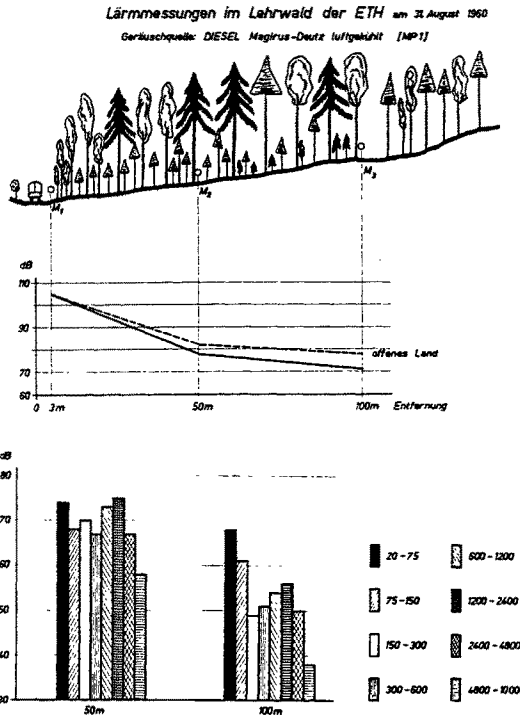 Lärmmessungen im Lehrwald der ETH am 31. August 1960
Geräuschquelle: DIESEL Magirus-Deutz luftgekühlt [MP1]
M1
M2
M3
dB
110
90
70
60
offenes Land
0 3m 50m 100m Entfernung
dB
80
70
60
50
40
30
50m 100m
20 - 75
75 - 150
150 - 300
300 - 600
600 - 1200
1200 - 2400
2400 - 4800
4800 - 1000